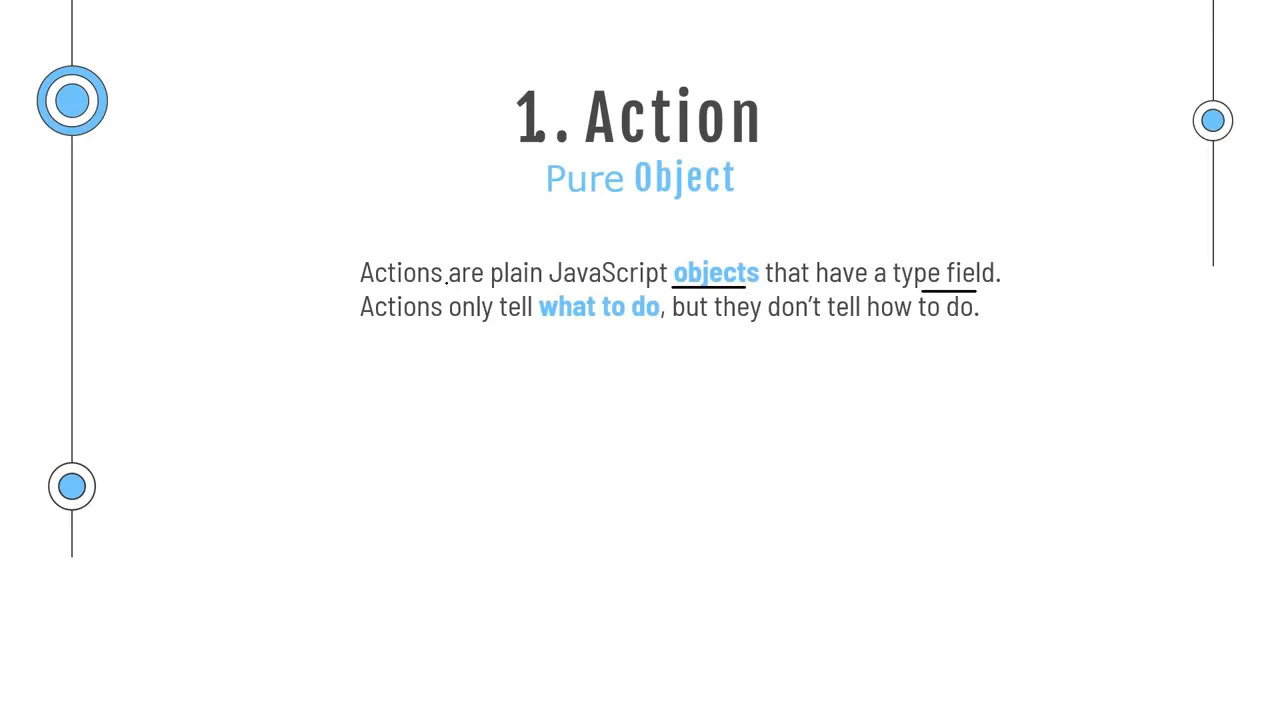 1. Action
Pure Object
Actions are plain JavaScript objects that have a type field.
Actions only tell what to do, but they don’t tell how to do.